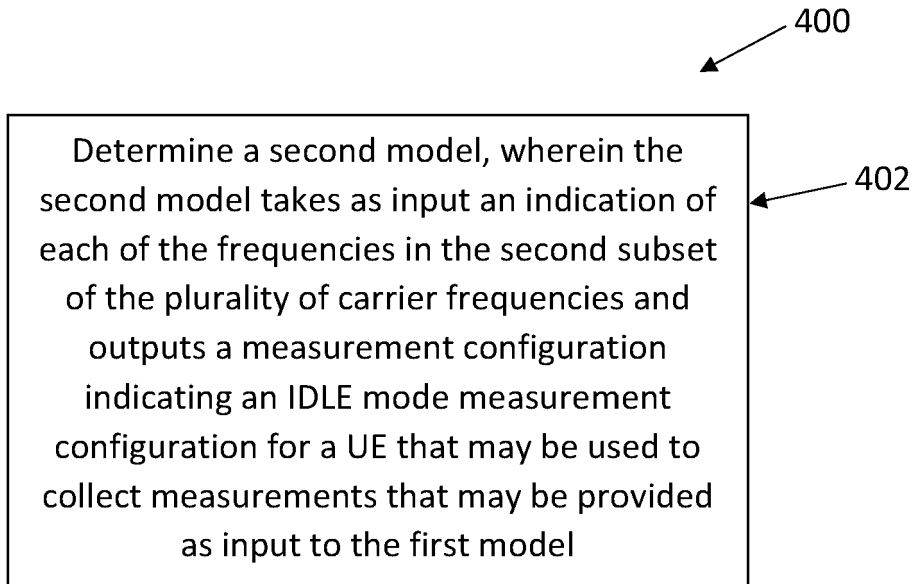 400
Determine a second model, wherein the
second model takes as input an indication of
each of the frequencies in the second subset
of the plurality of carrier frequencies and
outputs a measurement configuration
indicating an IDLE mode measurement
configuration for a UE that may be used to
collect measurements that may be provided
as input to the first model
402